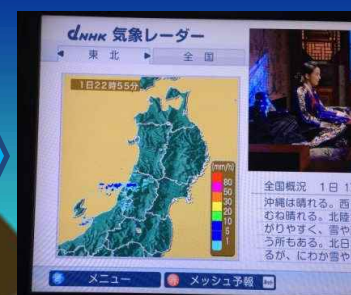 dNHK 気象レーダー
◀ 東北 ▶ 全国
1日22時55分
(mm/h)
80
50
30
20
10
5
1
全国概況 1日1
沖縄は晴れる。西
むね晴れる。北陸
がりやすく、雪や
う所もある。北日
るが、にわか雪や
青 メニュー 赤 メッシュ予報